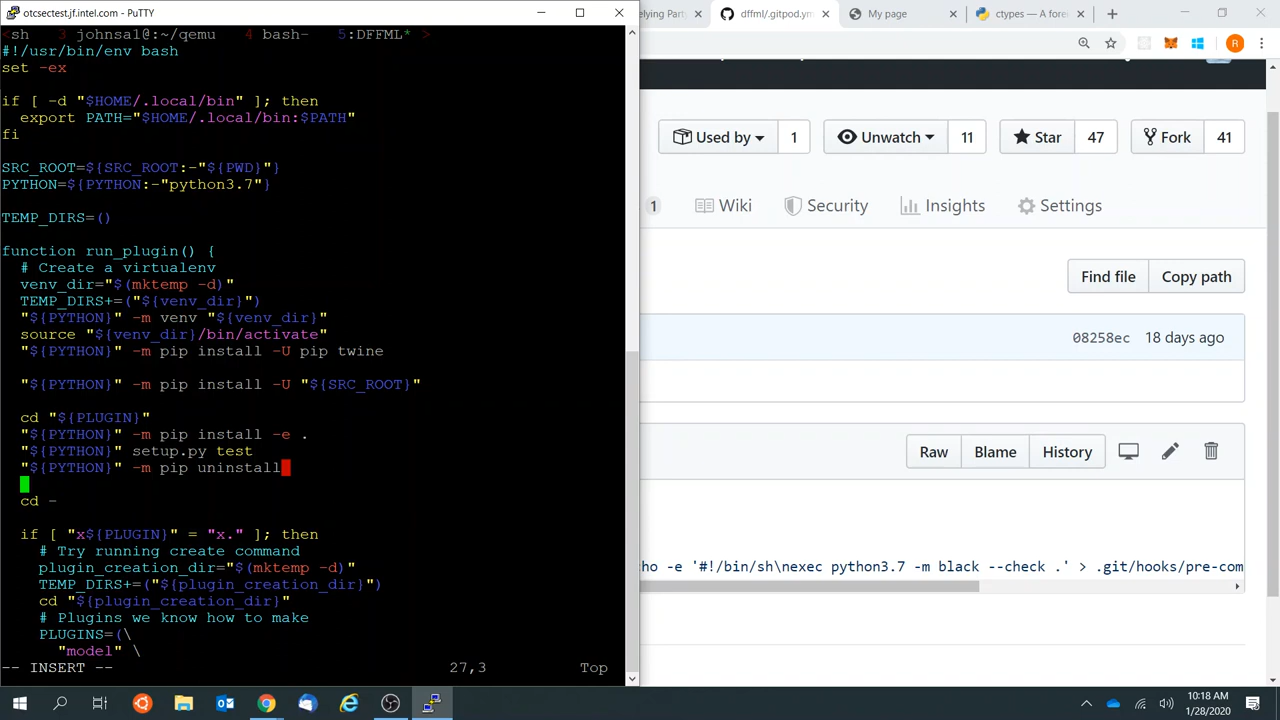 otcsectest.jf.intel.com - PuTTY
<sh 3 johnsa1@:~/qemu 4 bash- 5:DFFML* >
#!/usr/bin/env bash
set -ex
if [ -d "$HOME/.local/bin" ]; then
export PATH="$HOME/.local/bin:$PATH"
fi
SRC_ROOT=${SRC_ROOT:-"${PWD}"}
PYTHON=${PYTHON:-"python3.7"}
TEMP_DIRS=()
function run_plugin() {
# Create a virtualenv
venv_dir="$(mktemp -d)"
TEMP_DIRS+=("${venv_dir}")
"${PYTHON}" -m venv "${venv_dir}"
source "${venv_dir}/bin/activate"
"${PYTHON}" -m pip install -U pip twine
"${PYTHON}" -m pip install -U "${SRC_ROOT}"
cd "${PLUGIN}"
"${PYTHON}" -m pip install -e .
"${PYTHON}" setup.py test
"${PYTHON}" -m pip uninstall
cd -
if [ "x${PLUGIN}" = "x." ]; then
# Try running create command
plugin_creation_dir="$(mktemp -d)"
TEMP_DIRS+=("${plugin_creation_dir}")
cd "${plugin_creation_dir}"
# Plugins we know how to make
PLUGINS=(\
"model" \
-- INSERT -- 27,3 Top
elying Party
dffml/.gitpod.y
My page
ctypes — A forei
R
Used by 1
Unwatch 11
Star 47
Fork 41
1 Wiki Security Insights Settings
Find file Copy path
08258ec 18 days ago
Raw Blame History
cho -e '#!/bin/sh\nexec python3.7 -m black --check .' > .git/hooks/pre-com
10:18 AM
1/28/2020